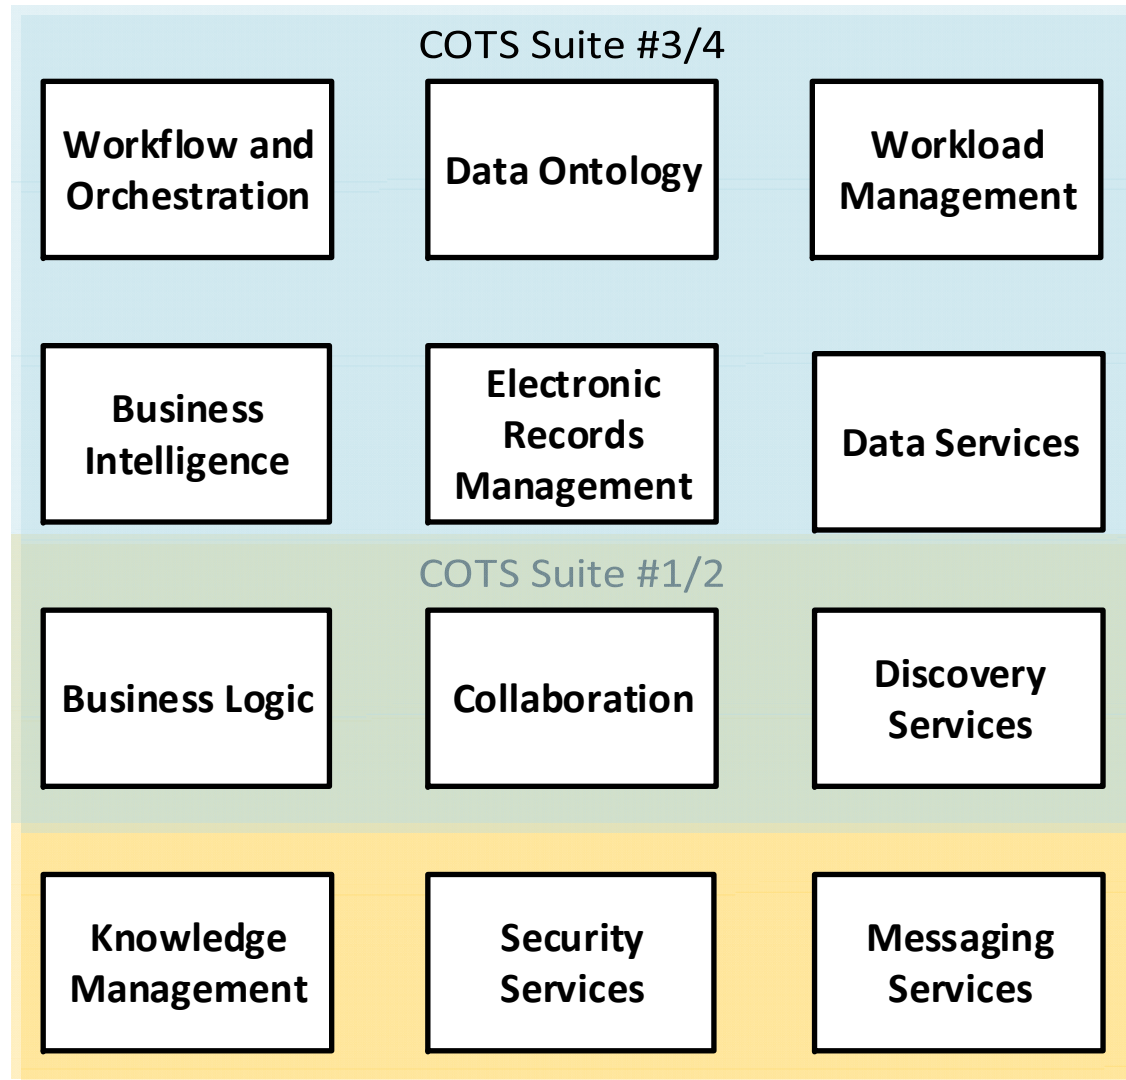 COTS Suite #3/4
Workflow and
Orchestration
Data Ontology
Workload
Management
Business
Intelligence
Electronic
Records
Management
Data Services
COTS Suite #1/2
Business Logic
Collaboration
Discovery
Services
Knowledge
Management
Security
Services
Messaging
Services